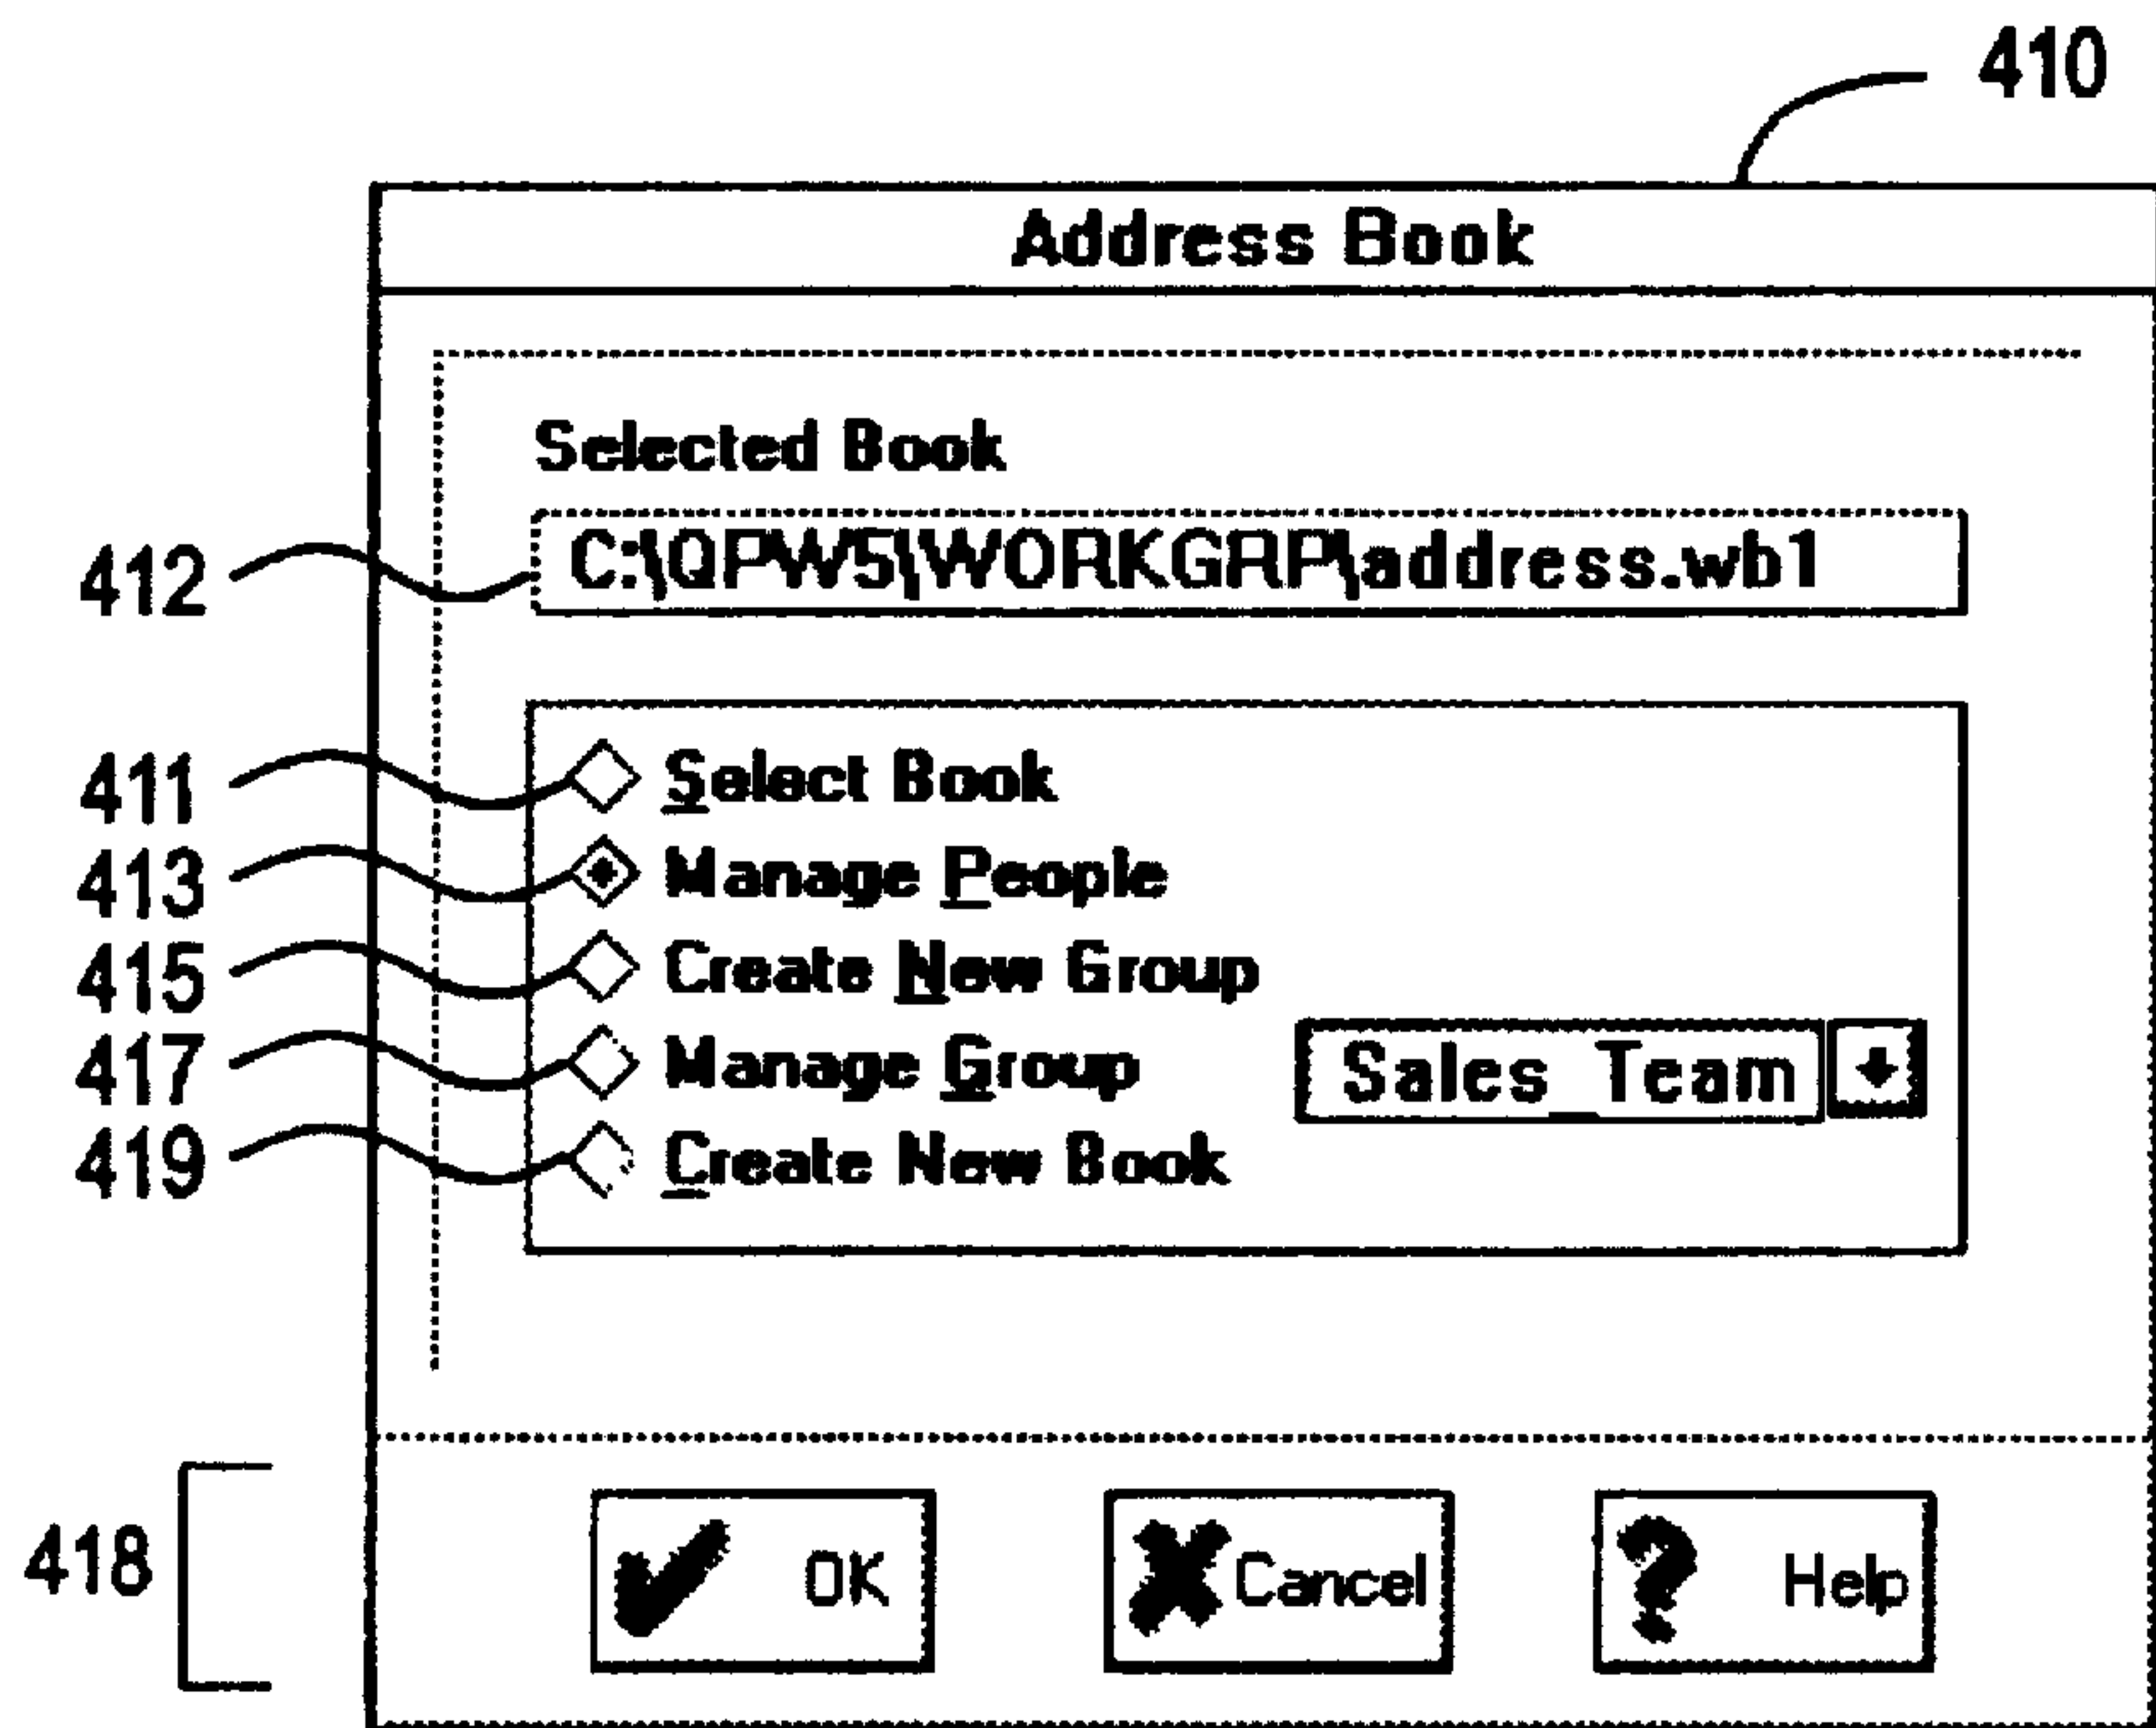 410
Address Book
Selected Book
412 C:\QPW5\WORKGRP\address.wb1
411 Select Book
413 Manage People
415 Create New Group
417 Manage Group Sales_Team
419 Create New Book
418 OK Cancel Help